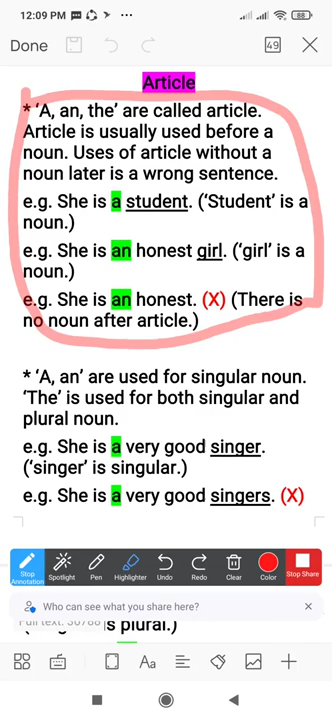 12:09 PM
88
Done
49
Article
* ‘A, an, the’ are called article.
Article is usually used before a
noun. Uses of article without a
noun later is a wrong sentence.
e.g. She is a student. (‘Student’ is a
noun.)
e.g. She is an honest girl. (‘girl’ is a
noun.)
e.g. She is an honest. (X) (There is
no noun after article.)
* ‘A, an’ are used for singular noun.
‘The’ is used for both singular and
plural noun.
e.g. She is a very good singer.
(‘singer’ is singular.)
e.g. She is a very good singers. (X)
Stop Annotation
Spotlight
Pen
Highlighter
Undo
Redo
Clear
Color
Stop Share
Who can see what you share here?
Full text: 30788
is plural.)
Aa